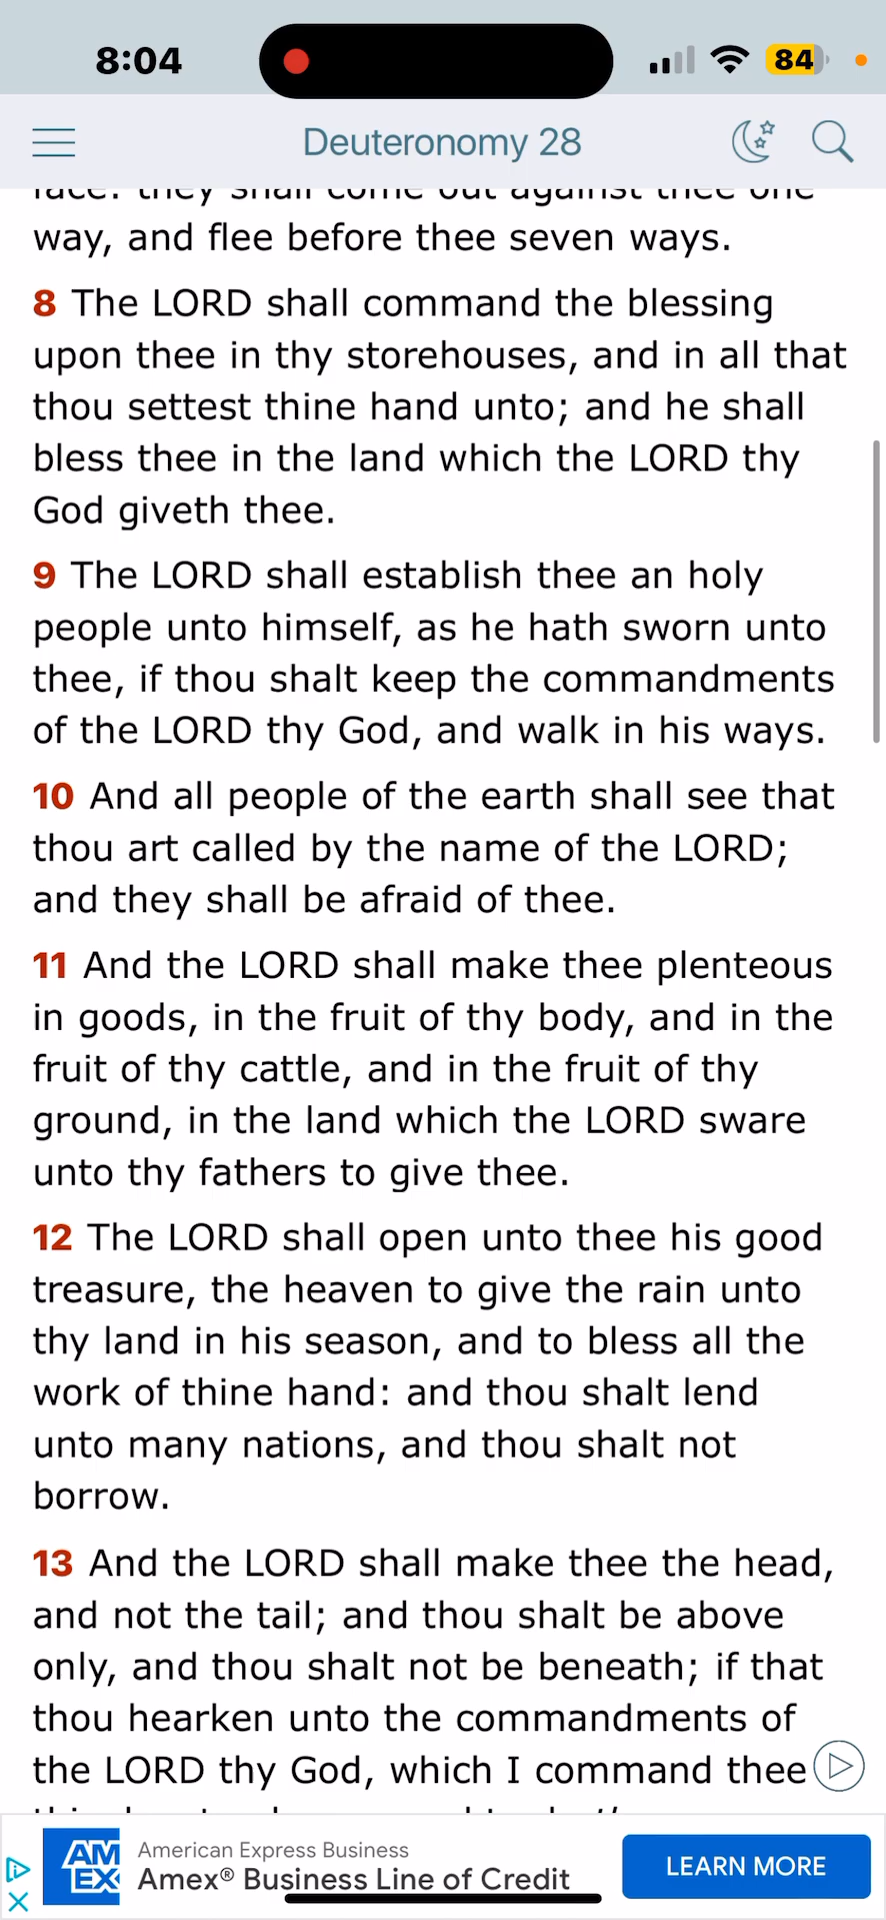 8:04
84
Deuteronomy 28
face: they shall come out against thee one
way, and flee before thee seven ways.
8 The LORD shall command the blessing
upon thee in thy storehouses, and in all that
thou settest thine hand unto; and he shall
bless thee in the land which the LORD thy
God giveth thee.
9 The LORD shall establish thee an holy
people unto himself, as he hath sworn unto
thee, if thou shalt keep the commandments
of the LORD thy God, and walk in his ways.
10 And all people of the earth shall see that
thou art called by the name of the LORD;
and they shall be afraid of thee.
11 And the LORD shall make thee plenteous
in goods, in the fruit of thy body, and in the
fruit of thy cattle, and in the fruit of thy
ground, in the land which the LORD sware
unto thy fathers to give thee.
12 The LORD shall open unto thee his good
treasure, the heaven to give the rain unto
thy land in his season, and to bless all the
work of thine hand: and thou shalt lend
unto many nations, and thou shalt not
borrow.
13 And the LORD shall make thee the head,
and not the tail; and thou shalt be above
only, and thou shalt not be beneath; if that
thou hearken unto the commandments of
the LORD thy God, which I command thee
AM
EX
American Express Business
Amex® Business Line of Credit
LEARN MORE